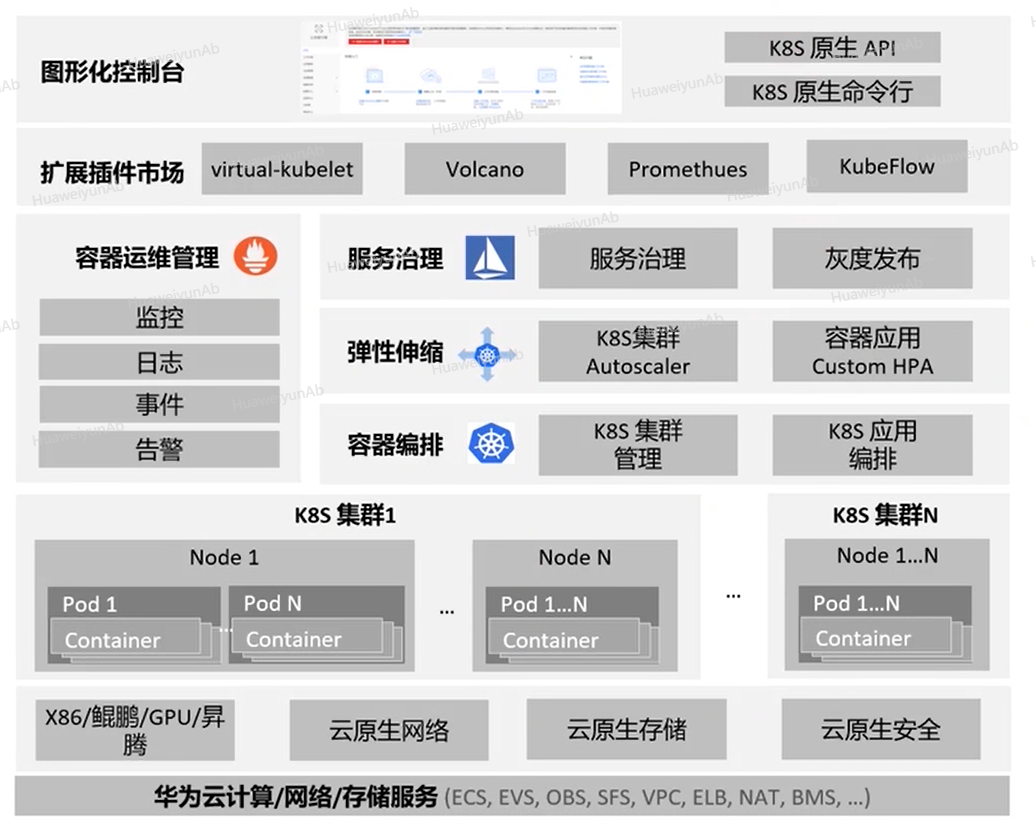 图形化控制台
K8S 原生 API
K8S 原生命令行
扩展插件市场
virtual-kubelet
Volcano
Promethues
KubeFlow
容器运维管理
监控
日志
事件
告警
服务治理
服务治理
灰度发布
弹性伸缩
K8S集群
Autoscaler
容器应用
Custom HPA
容器编排
K8S 集群
管理
K8S 应用
编排
K8S 集群1
Node 1
Pod 1
Container
...
Pod N
Container
...
Node N
Pod 1...N
Container
...
K8S 集群N
Node 1...N
Pod 1...N
Container
X86/鲲鹏/GPU/昇
腾
云原生网络
云原生存储
云原生安全
华为云计算/网络/存储服务 (ECS, EVS, OBS, SFS, VPC, ELB, NAT, BMS, ...)
HuaweiyunAb